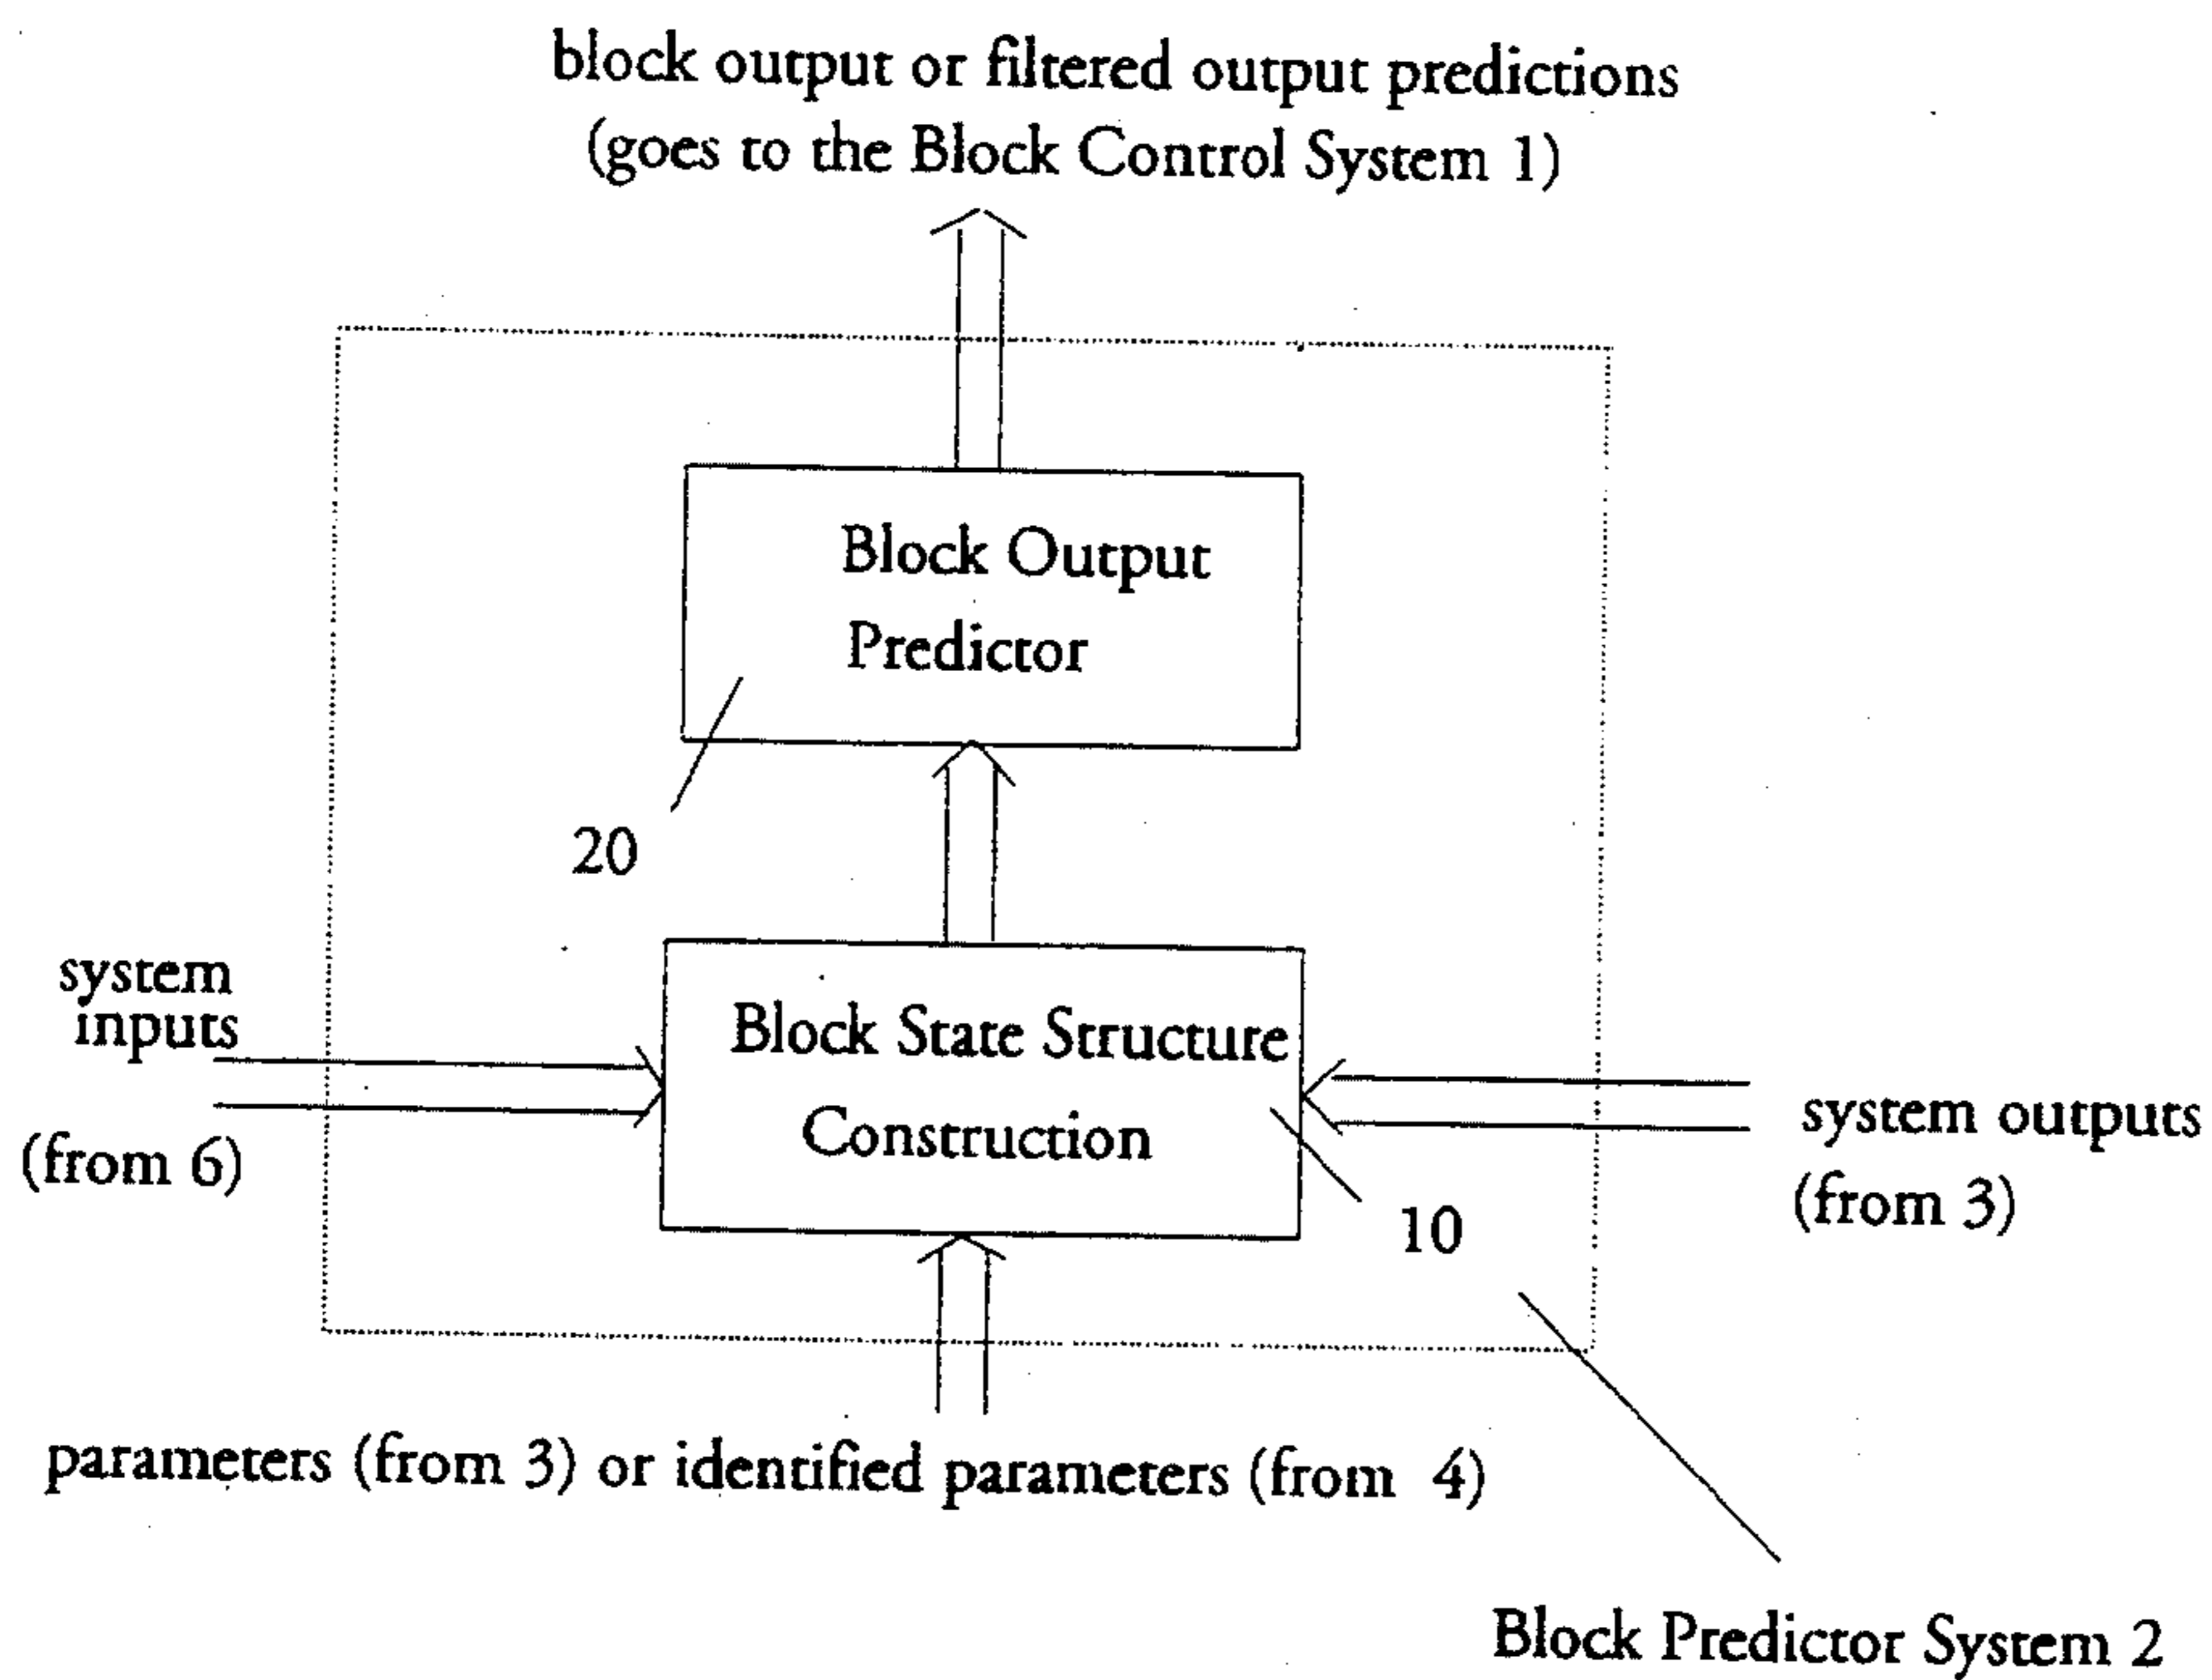 block output or filtered output predictions
(goes to the Block Control System 1)
Block Output
Predictor
20
system
inputs
(from 6)
Block State Structure
Construction
system outputs
(from 3)
10
parameters (from 3) or identified parameters (from 4)
Block Predictor System 2